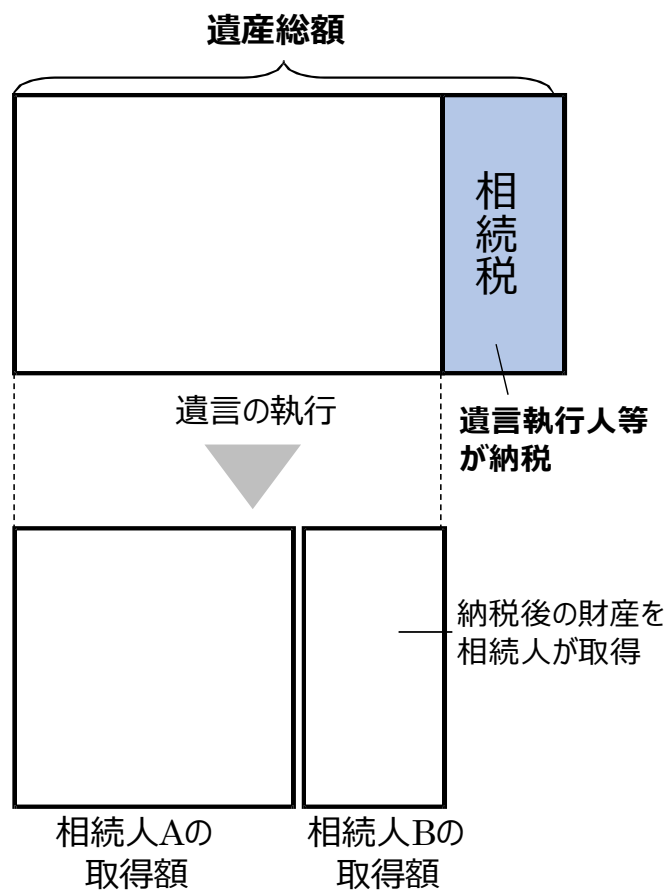 遺産総額
相続税
遺言の執行
遺言執行人等
が納税
納税後の財産を
相続人が取得
相続人Aの
取得額
相続人Bの
取得額